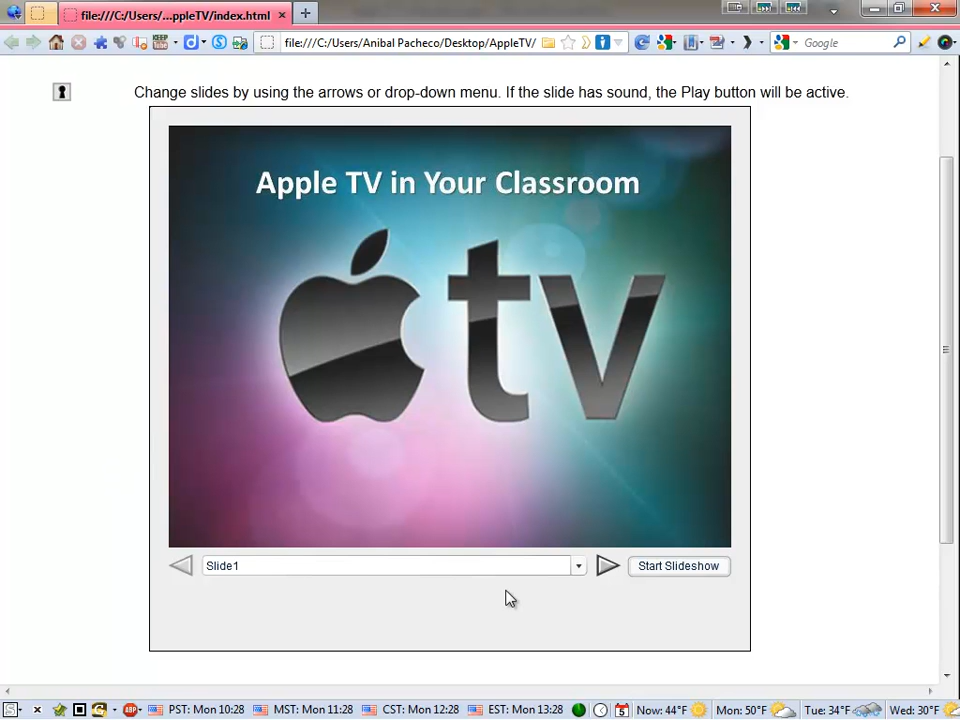 file:///C:/Users/...ppleTV/index.html
file:///C:/Users/Anibal Pacheco/Desktop/AppleTV/
Google
Change slides by using the arrows or drop-down menu. If the slide has sound, the Play button will be active.
Apple TV in Your Classroom
tv
Slide1
Start Slideshow
PST: Mon 10:28 MST: Mon 11:28 CST: Mon 12:28 EST: Mon 13:28 5 Now: 44°F Mon: 50°F Tue: 34°F Wed: 30°F